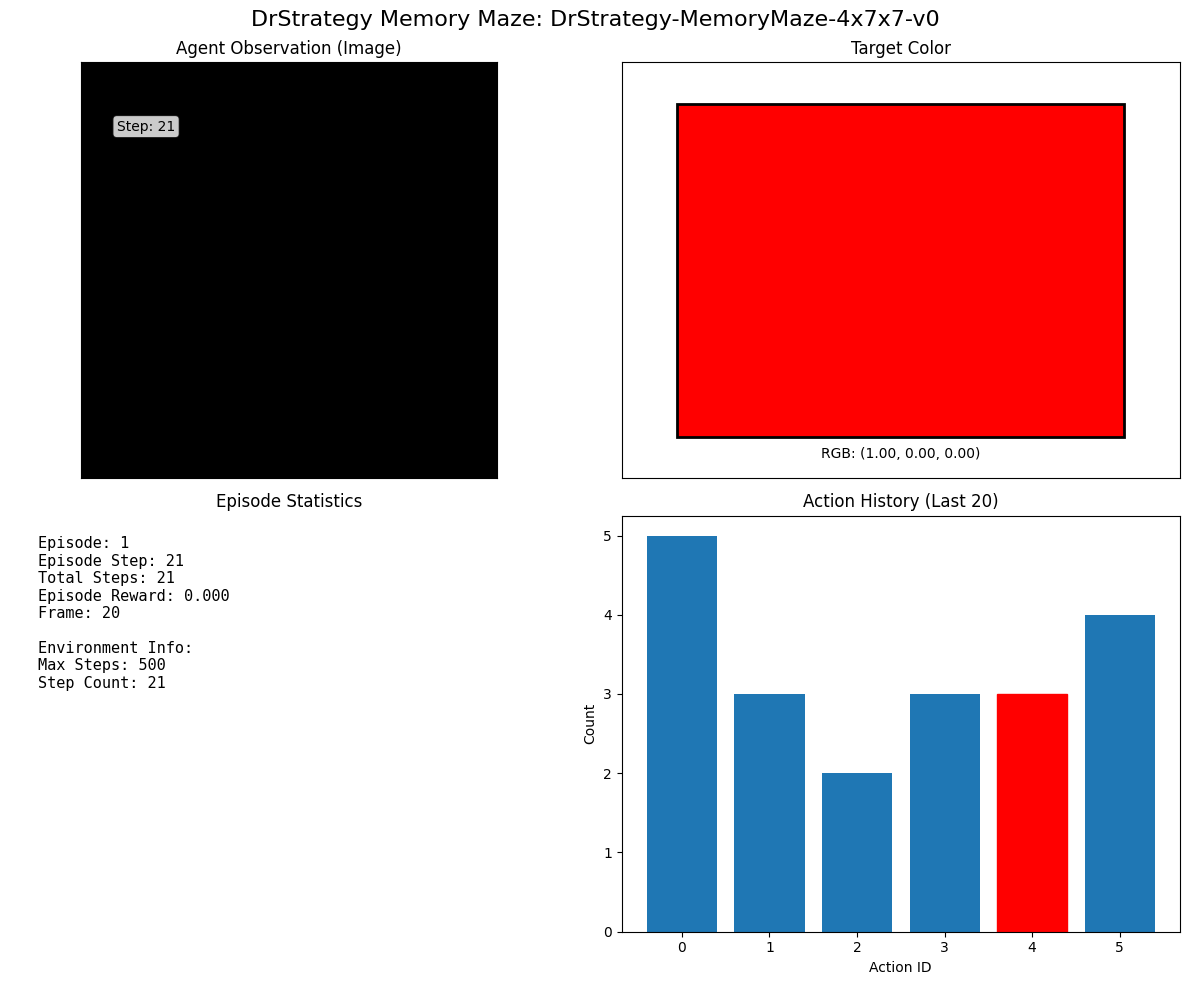 DrStrategy Memory Maze: DrStrategy-MemoryMaze-4x7x7-v0
Agent Observation (Image)
Step: 21
Target Color
RGB: (1.00, 0.00, 0.00)
Episode Statistics
Episode: 1
Episode Step: 21
Total Steps: 21
Episode Reward: 0.000
Frame: 20
Environment Info:
Max Steps: 500
Step Count: 21
Action History (Last 20)
Count
5
4
3
2
1
0
0 1 2 3 4 5
Action ID